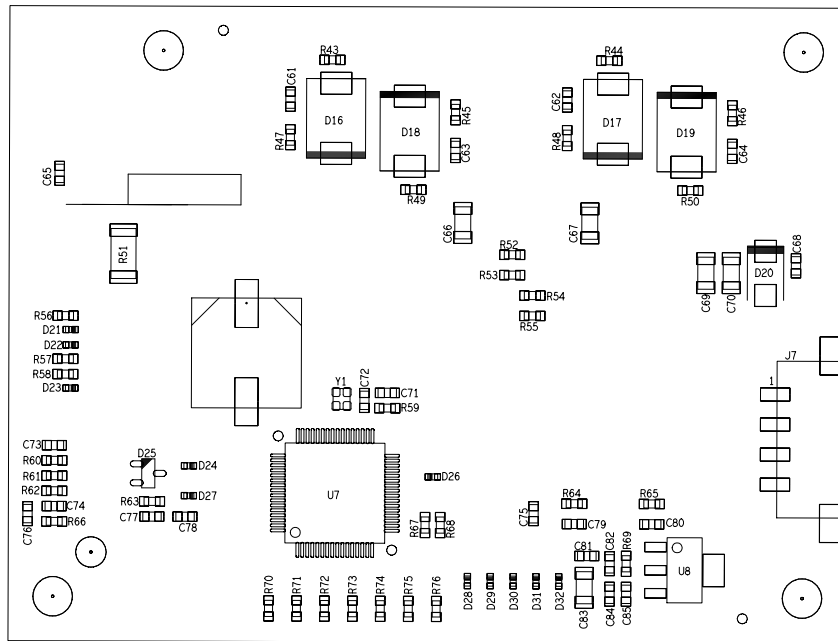 R43
R44
C61
C62
D16
D18
R45
D17
D19
R46
R47
R48
C63
C64
C65
R49
R50
C66
C67
R51
R52
C68
R53
D20
C69
C70
R54
R56
R55
D21
D22
R57
J7
R58
Y1
C72
1
D23
C71
R59
C73
D25
R60
D24
R61
D26
R62
U7
D27
R63
R64
R65
C74
C76
C77
C78
R66
R67
R68
C75
C79
C80
C81
C82
R69
U8
R70
R71
R72
R73
R74
R75
R76
D28
D29
D30
D31
D32
C83
C84
C85